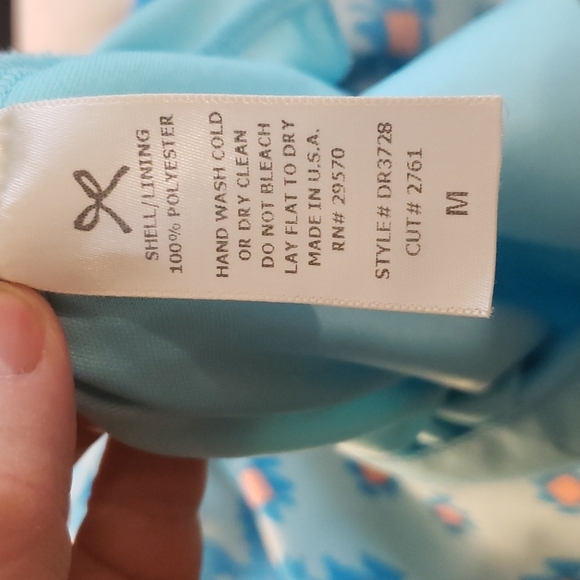 SHELL/LINING
100% POLYESTER
HAND WASH COLD
OR DRY CLEAN
DO NOT BLEACH
LAY FLAT TO DRY
MADE IN U.S.A.
RN# 29570
STYLE# DR3728
CUT# 2761
M